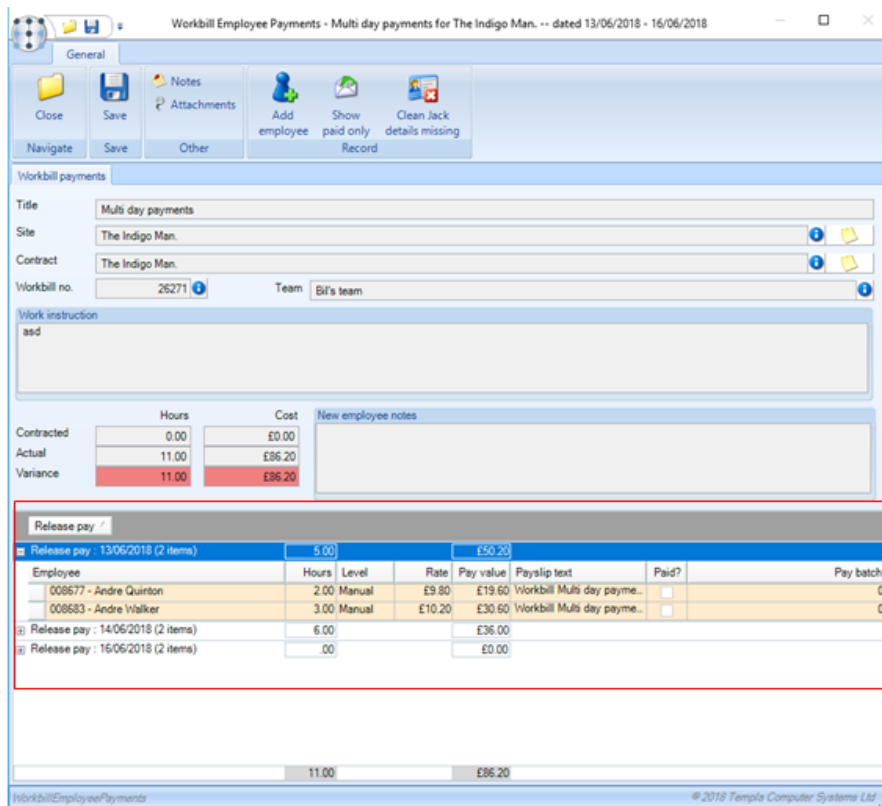 Workbill Employee Payments - Multi day payments for The Indigo Man. -- dated 13/06/2018 - 16/06/2018
General
Close
Save
Notes
Attachments
Add employee
Show paid only
Clean Jack details missing
Navigate
Save
Other
Record
Workbill payments
Title Multi day payments
Site The Indigo Man.
Contract The Indigo Man.
Workbill no. 26271 Team Bil's team
Work instruction
asd
Hours Cost New employee notes
Contracted 0.00 £0.00
Actual 11.00 £86.20
Variance 11.00 £86.20
Release pay
Release pay : 13/06/2018 (2 items) 5.00 £50.20
Employee Hours Level Rate Pay value Payslip text Paid? Pay batch
008677 - Andre Quinton 2.00 Manual £9.80 £19.60 Workbill Multi day payme... 0
008683 - Andre Walker 3.00 Manual £10.20 £30.60 Workbill Multi day payme... 0
Release pay : 14/06/2018 (2 items) 6.00 £36.00
Release pay : 16/06/2018 (2 items) .00 £0.00
11.00 £86.20
WorkbillEmployeePayments © 2018 Templa Computer Systems Ltd